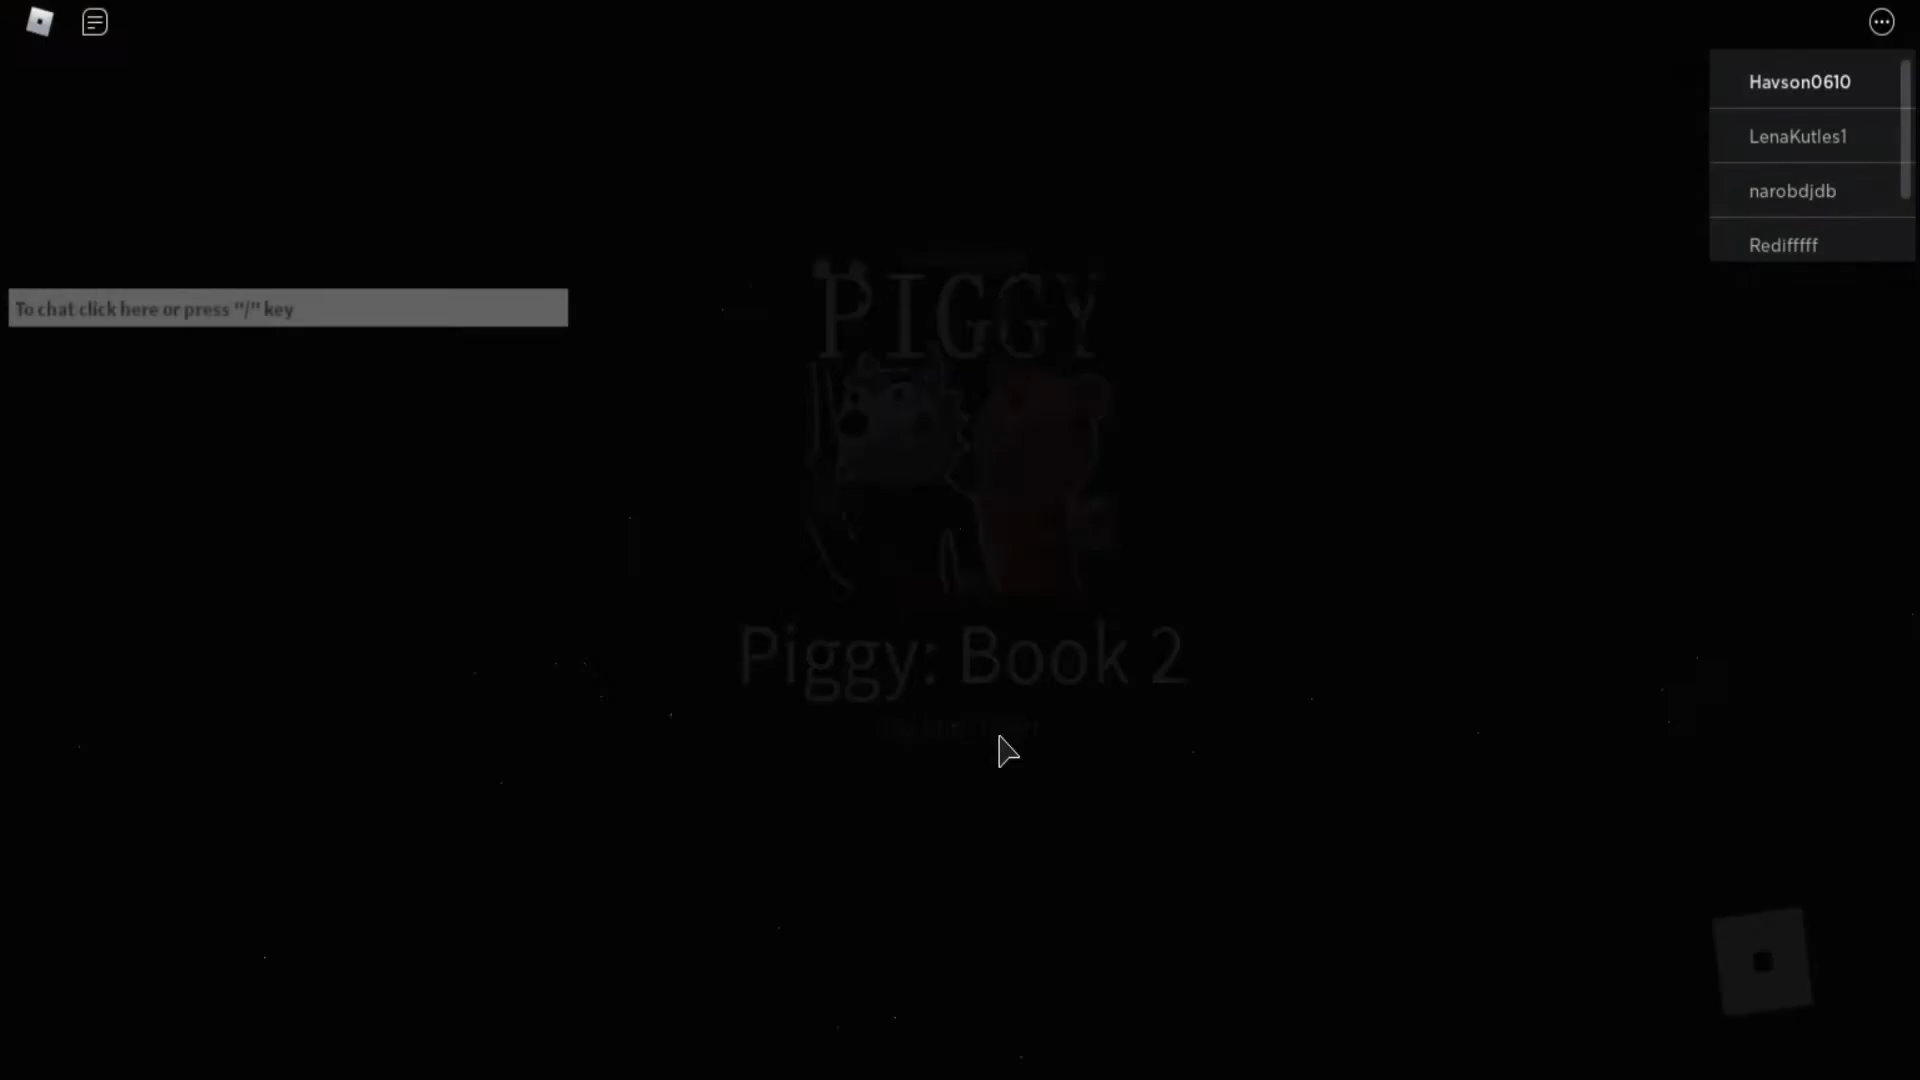 Havson0610
LenaKutles1
narobdjdb
Redifffff
To chat click here or press "/" key
PIGGY
Piggy: Book 2